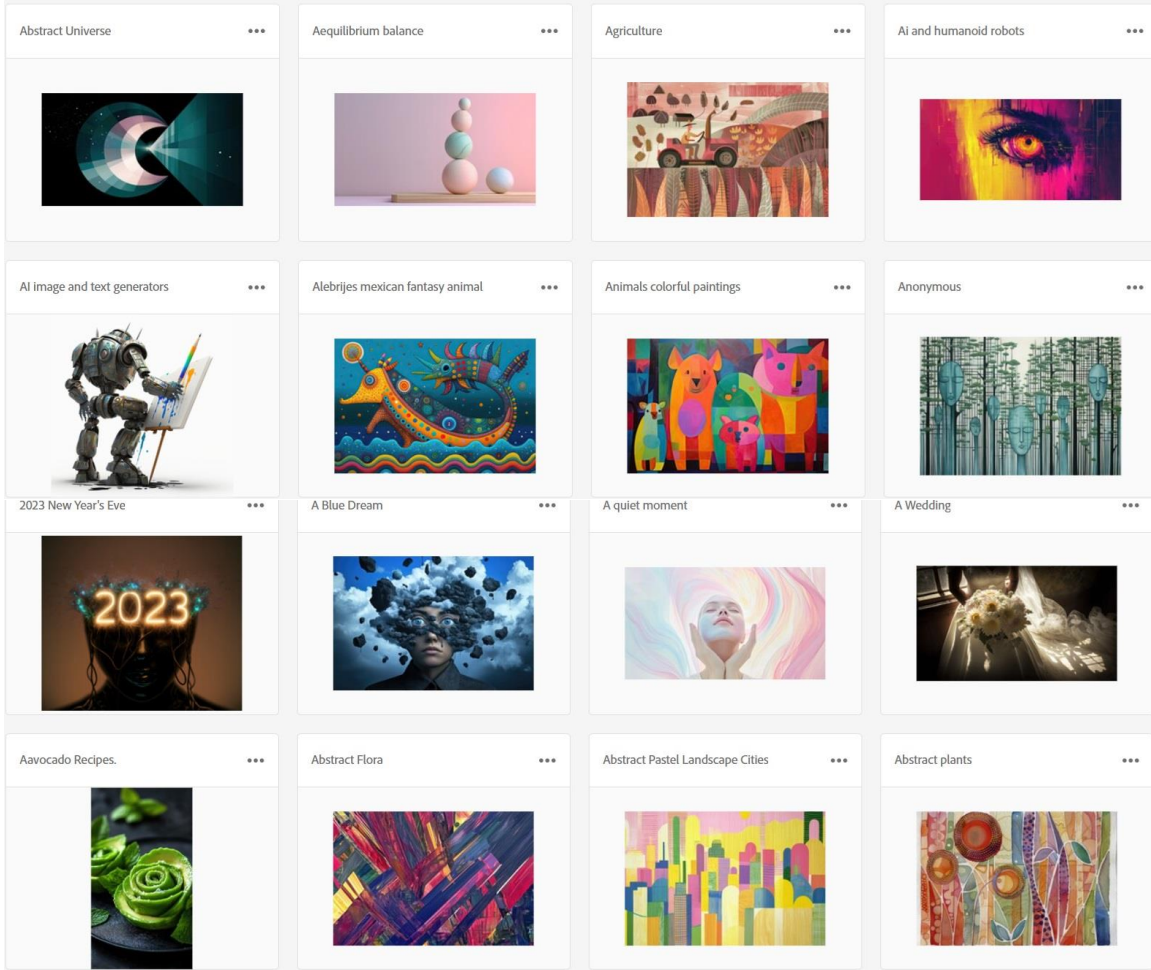 Abstract Universe
Aequilibrium balance
Agriculture
Ai and humanoid robots
AI image and text generators
Alebrijes mexican fantasy animal
Animals colorful paintings
Anonymous
2023 New Year's Eve
A Blue Dream
A quiet moment
A Wedding
2023
Aavocado Recipes.
Abstract Flora
Abstract Pastel Landscape Cities
Abstract plants